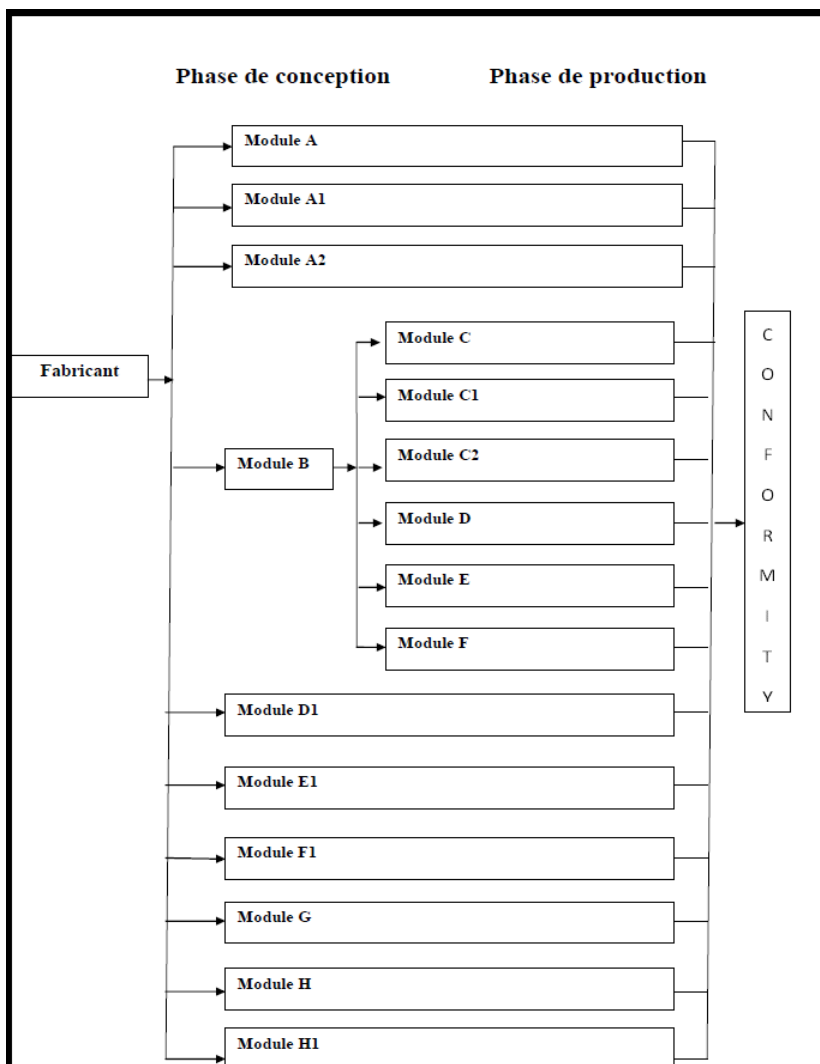 Phase de conception Phase de production
Module A
Module A1
Module A2
Fabricant
Module B
Module C
Module C1
Module C2
Module D
Module E
Module F
Module D1
Module E1
Module F1
Module G
Module H
Module H1
C
O
N
F
O
R
M
I
T
Y